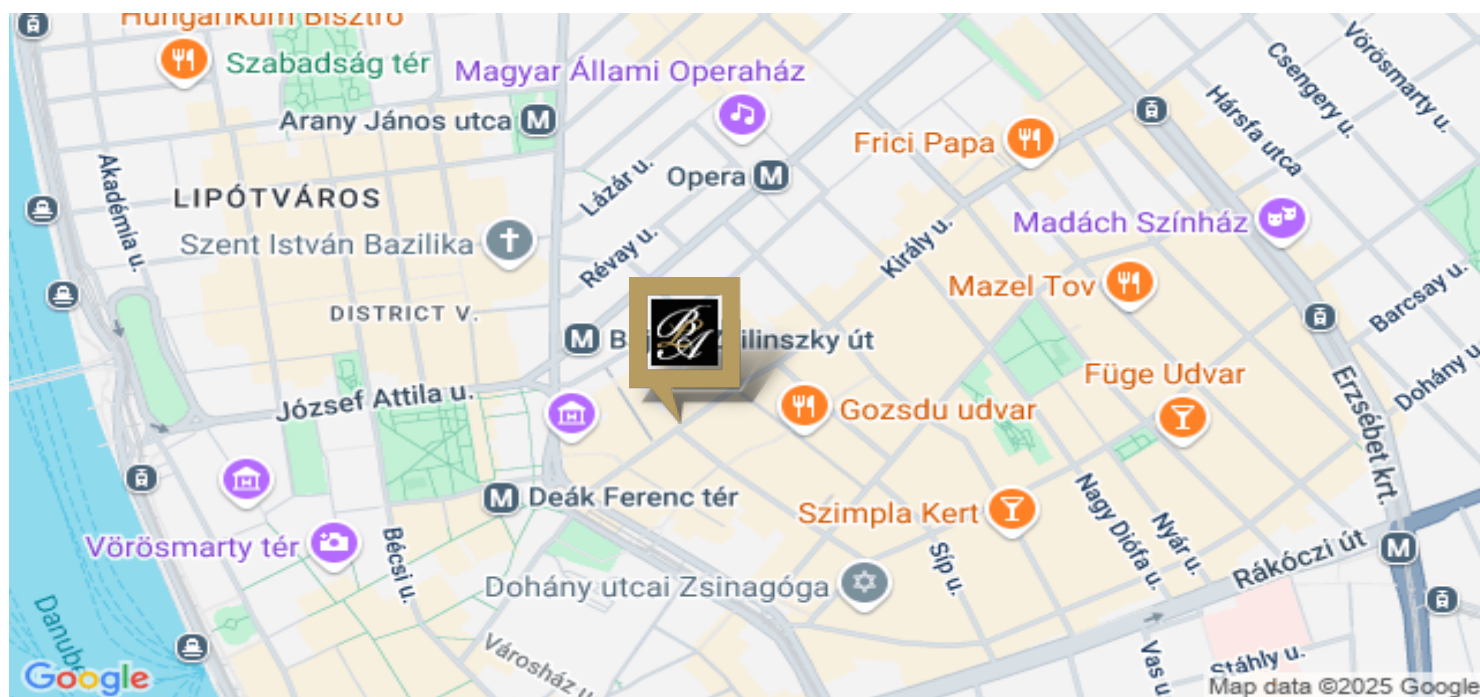 Hungarikum Bisztró
Szabadság tér
Magyar Állami Operaház
Arany János utca
M
Csengery u.
Vörösmarty u.
Hársfa utca
Frici Papa
Akadémia u.
LIPÓTVÁROS
Lázár u.
Opera
M
Madách Színház
Szent István Bazilika
Révay u.
Király u.
Mazel Tov
Barcsay u.
DISTRICT V.
M
ilinszky út
B2A
Füge Udvar
József Attila u.
Gozsdu udvar
Erzsébet krt.
Dohány u.
M
Deák Ferenc tér
Szimpla Kert
Nagy Diófa u.
Nyár u.
Vörösmarty tér
Bécsi u.
Síp u.
Rákóczi út
M
Dohány utcai Zsinagóga
Danube
Városház u.
Vas u.
Stáhly u.
Google
Map data ©2025 Google